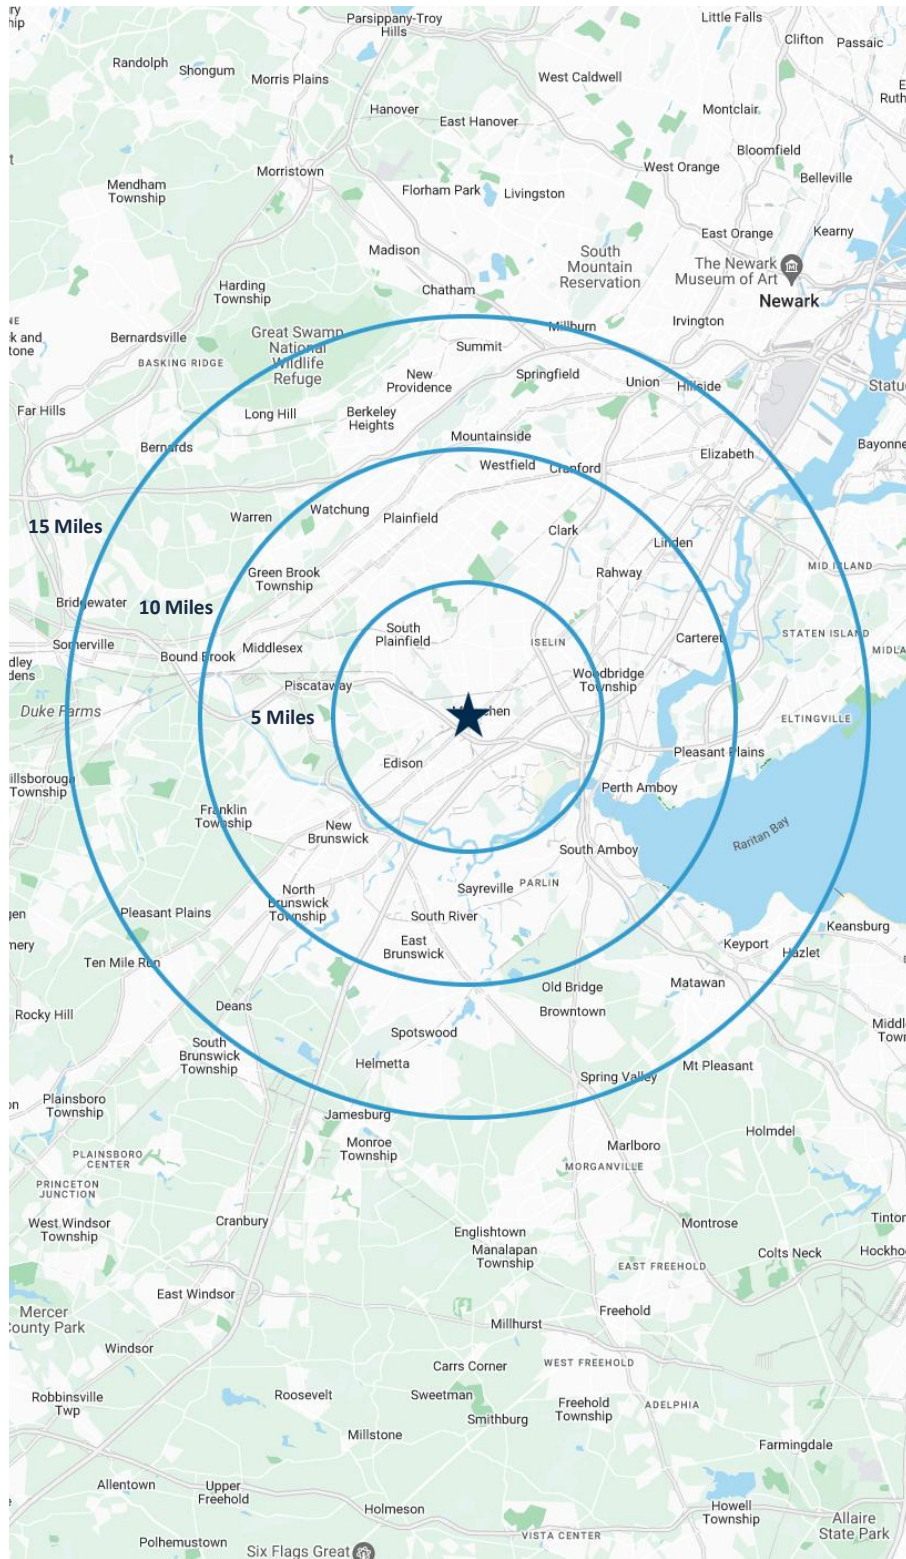 Parsippany-Troy
Hills
Little Falls
Clifton
Passaic
Randolph
Shongum
Morris Plains
West Caldwell
Hanover
East Hanover
Montclair
Bloomfield
West Orange
Belleville
Morristown
Mendham
Township
Florham Park
Livingston
East Orange
Kearny
Madison
South
Mountain
Reservation
The Newark
Museum of Art
Newark
Harding
Township
Chatham
Irvington
Millburn
Bernardsville
Great Swamp
National
Wildlife
Refuge
Summit
BASKING RIDGE
New
Providence
Springfield
Union
Hillside
Far Hills
Long Hill
Berkeley
Heights
Bernards
Mountainside
Elizabeth
Bayonne
Westfield
Cranford
15 Miles
Warren
Watchung
Plainfield
Clark
Linden
Green Brook
Township
Rahway
MID ISLAND
Bridgewater
10 Miles
South
Plainfield
ISELIN
Carteret
STATEN ISLAND
Somerville
Bound Brook
Middlesex
Woodbridge
Township
Piscataway
Duke Farms
5 Miles
ELTINGVILLE
Edison
Pleasant Plains
Township
Perth Amboy
Franklin
Township
New
Brunswick
Raritan Bay
South Amboy
North
Brunswick
Township
Sayreville
PARLIN
Pleasant Plains
South River
Keansburg
East
Brunswick
Keyport
Hazlet
Ten Mile Run
Old Bridge
Matawan
Deans
Browntown
Rocky Hill
Spotswood
South
Brunswick
Township
Helmetta
Mt Pleasant
Spring Valley
Plainsboro
Township
Jamesburg
Monroe
Township
Holmdel
Marlboro
PLAINSBORO
CENTER
MORGANVILLE
PRINCETON
JUNCTION
West Windsor
Township
Cranbury
Englishtown
Montrose
Manalapan
Township
Colts Neck
EAST FREEHOLD
East Windsor
Mercer
County Park
Freehold
Millhurst
Windsor
Carrs Corner
WEST FREEHOLD
Robbinsville
Twp
Roosevelt
Sweetman
Freehold
Township
ADELPHIA
Smithburg
Millstone
Farmingdale
Allentown
Upper
Freehold
Holmeson
Howell
Township
Allaire
State Park
VISTA CENTER
Polhemustown
Six Flags Great